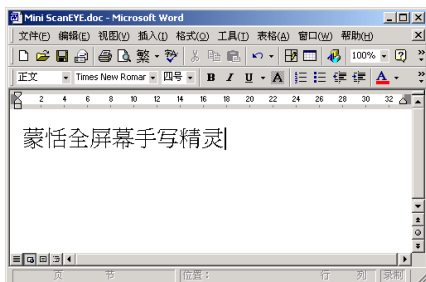 Mini ScanEYE.doc - Microsoft Word
文件(F) 编辑(E) 视图(V) 插入(I) 格式(O) 工具(T) 表格(A) 窗口(W) 帮助(H)
繁 100%
正文 Times New Romar 四号 B I U A A
2 4 6 8 10 12 14 16 18 20 22 24 26 28 30 32
蒙恬全屏幕手写精灵
页 节 位置: 行 列 录制